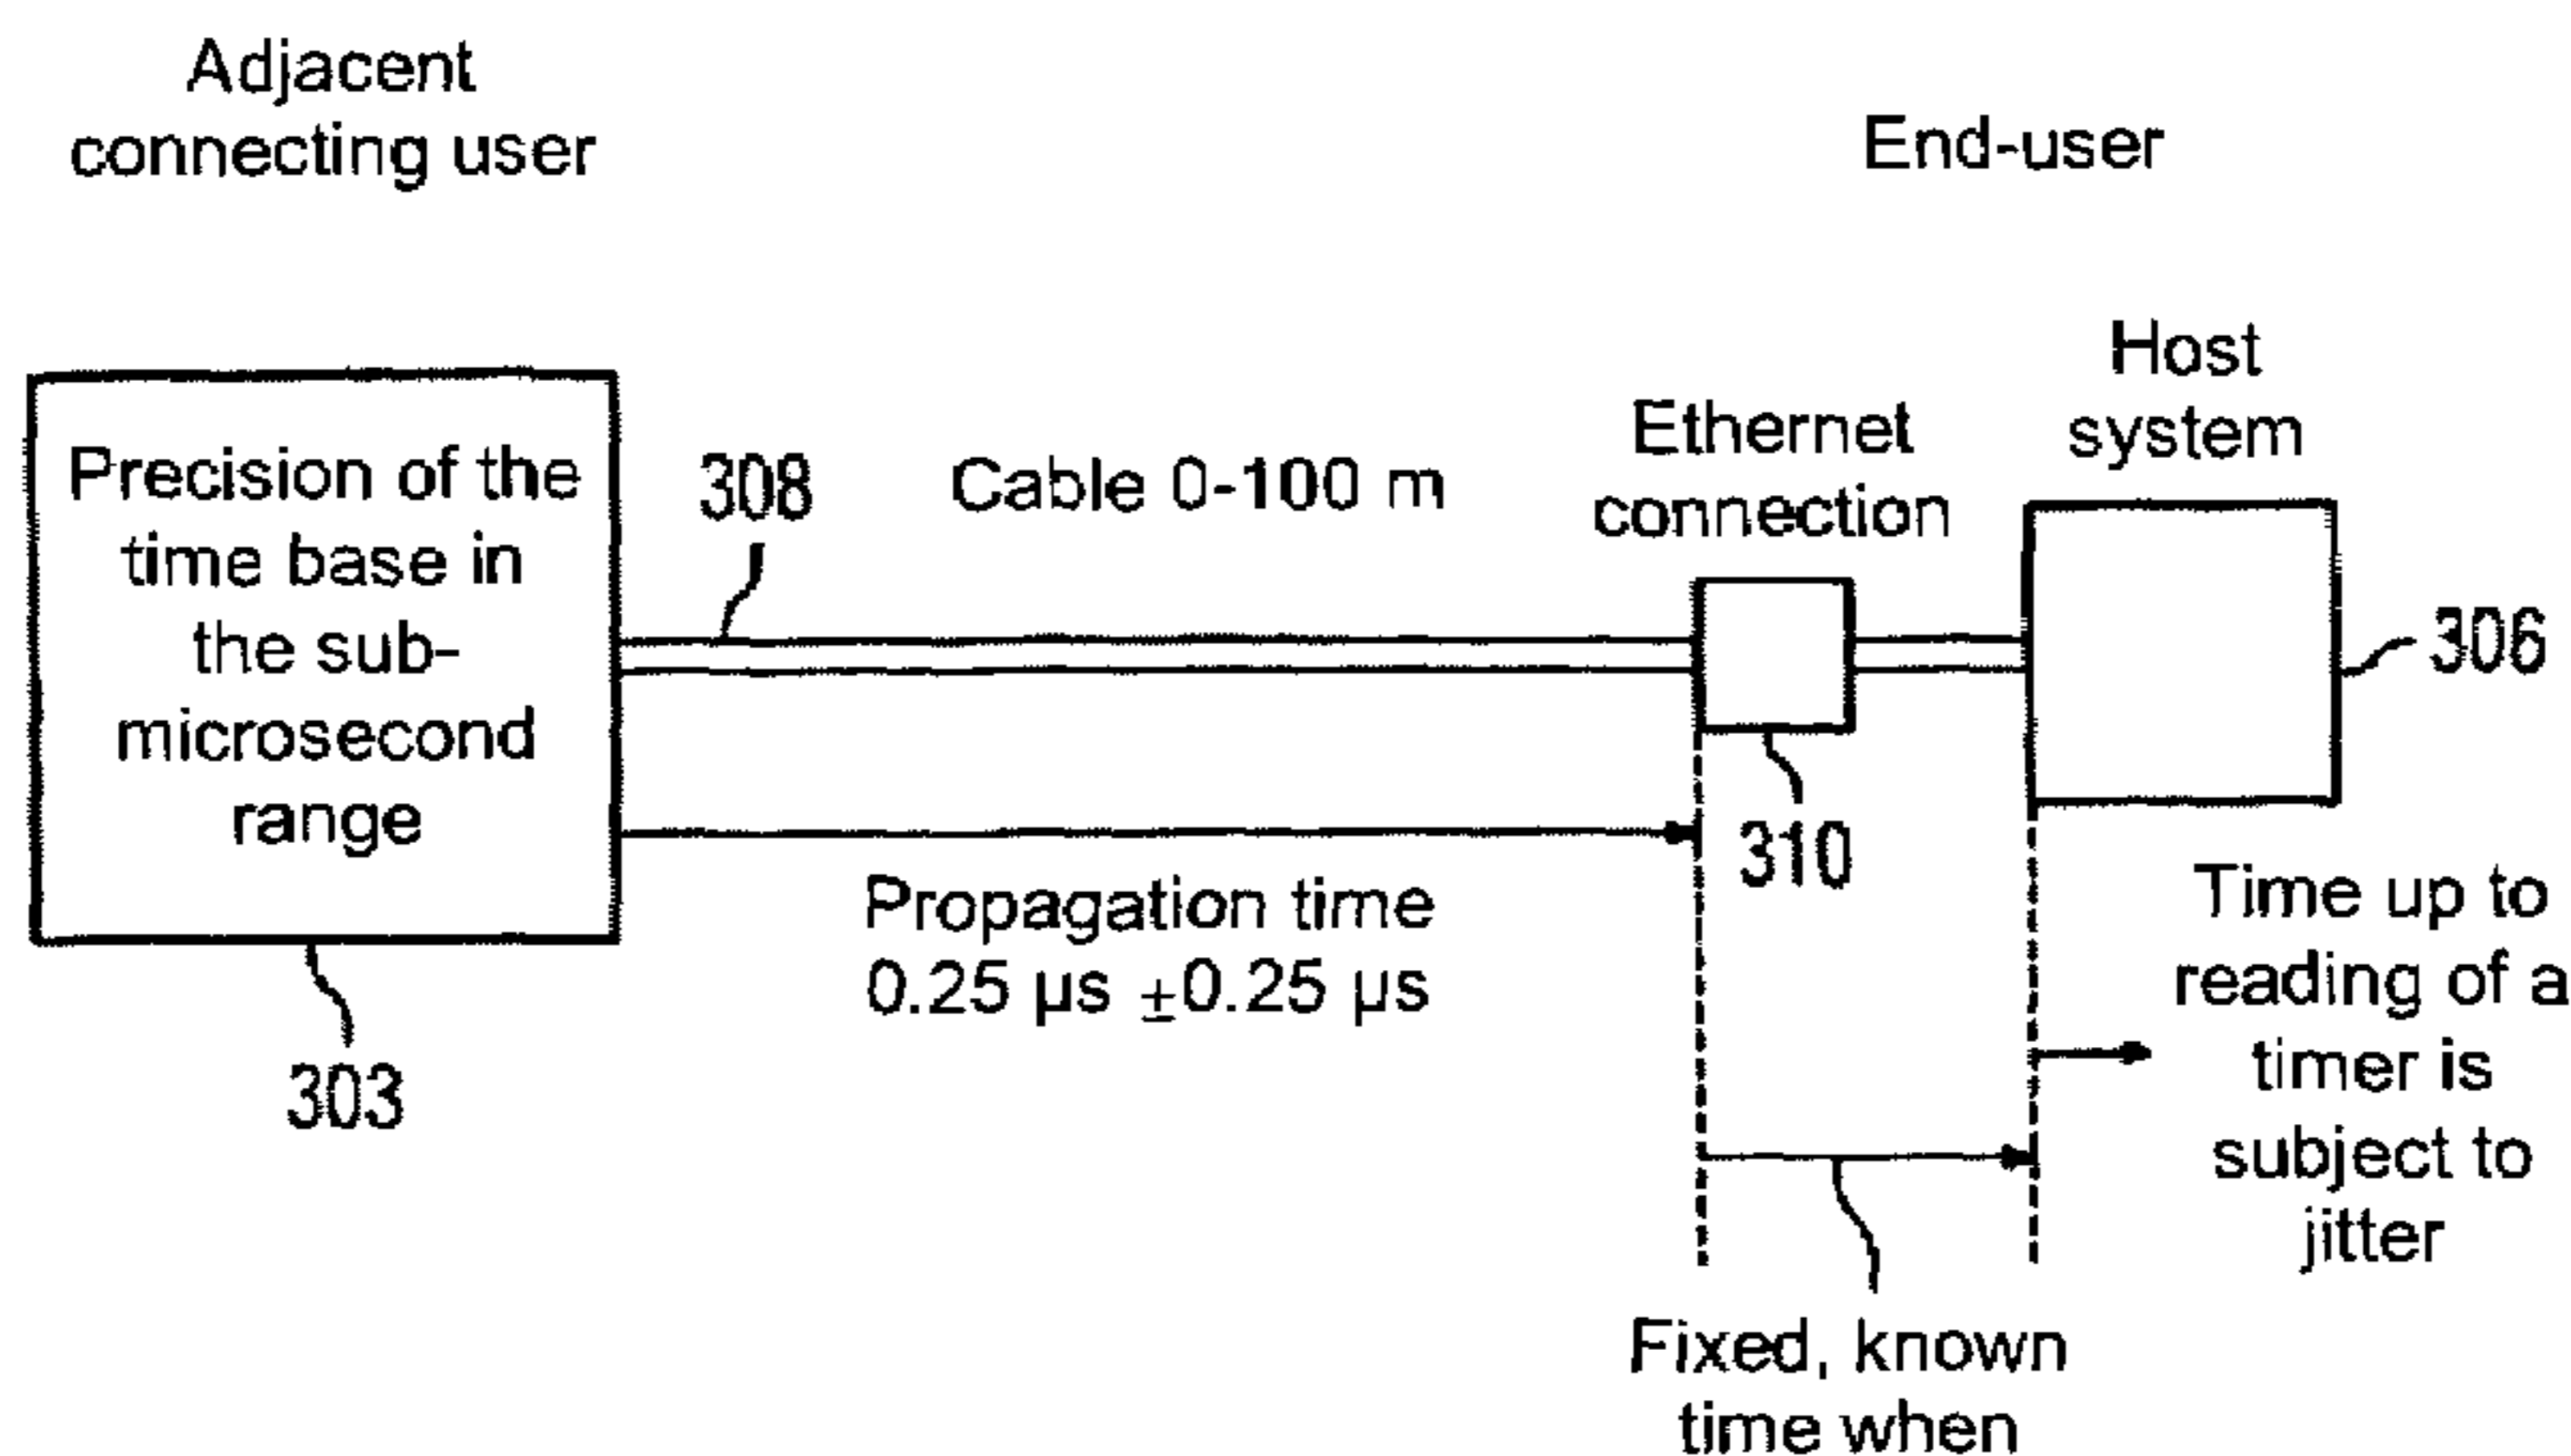 Adjacent
connecting user
End-user
Host
system
Ethernet
connection
Cable 0-100 m
308
Precision of the
time base in
the sub-
microsecond
range
306
310
303
Propagation time
0.25 µs ±0.25 µs
Time up to
reading of a
timer is
subject to
jitter
Fixed, known
time when